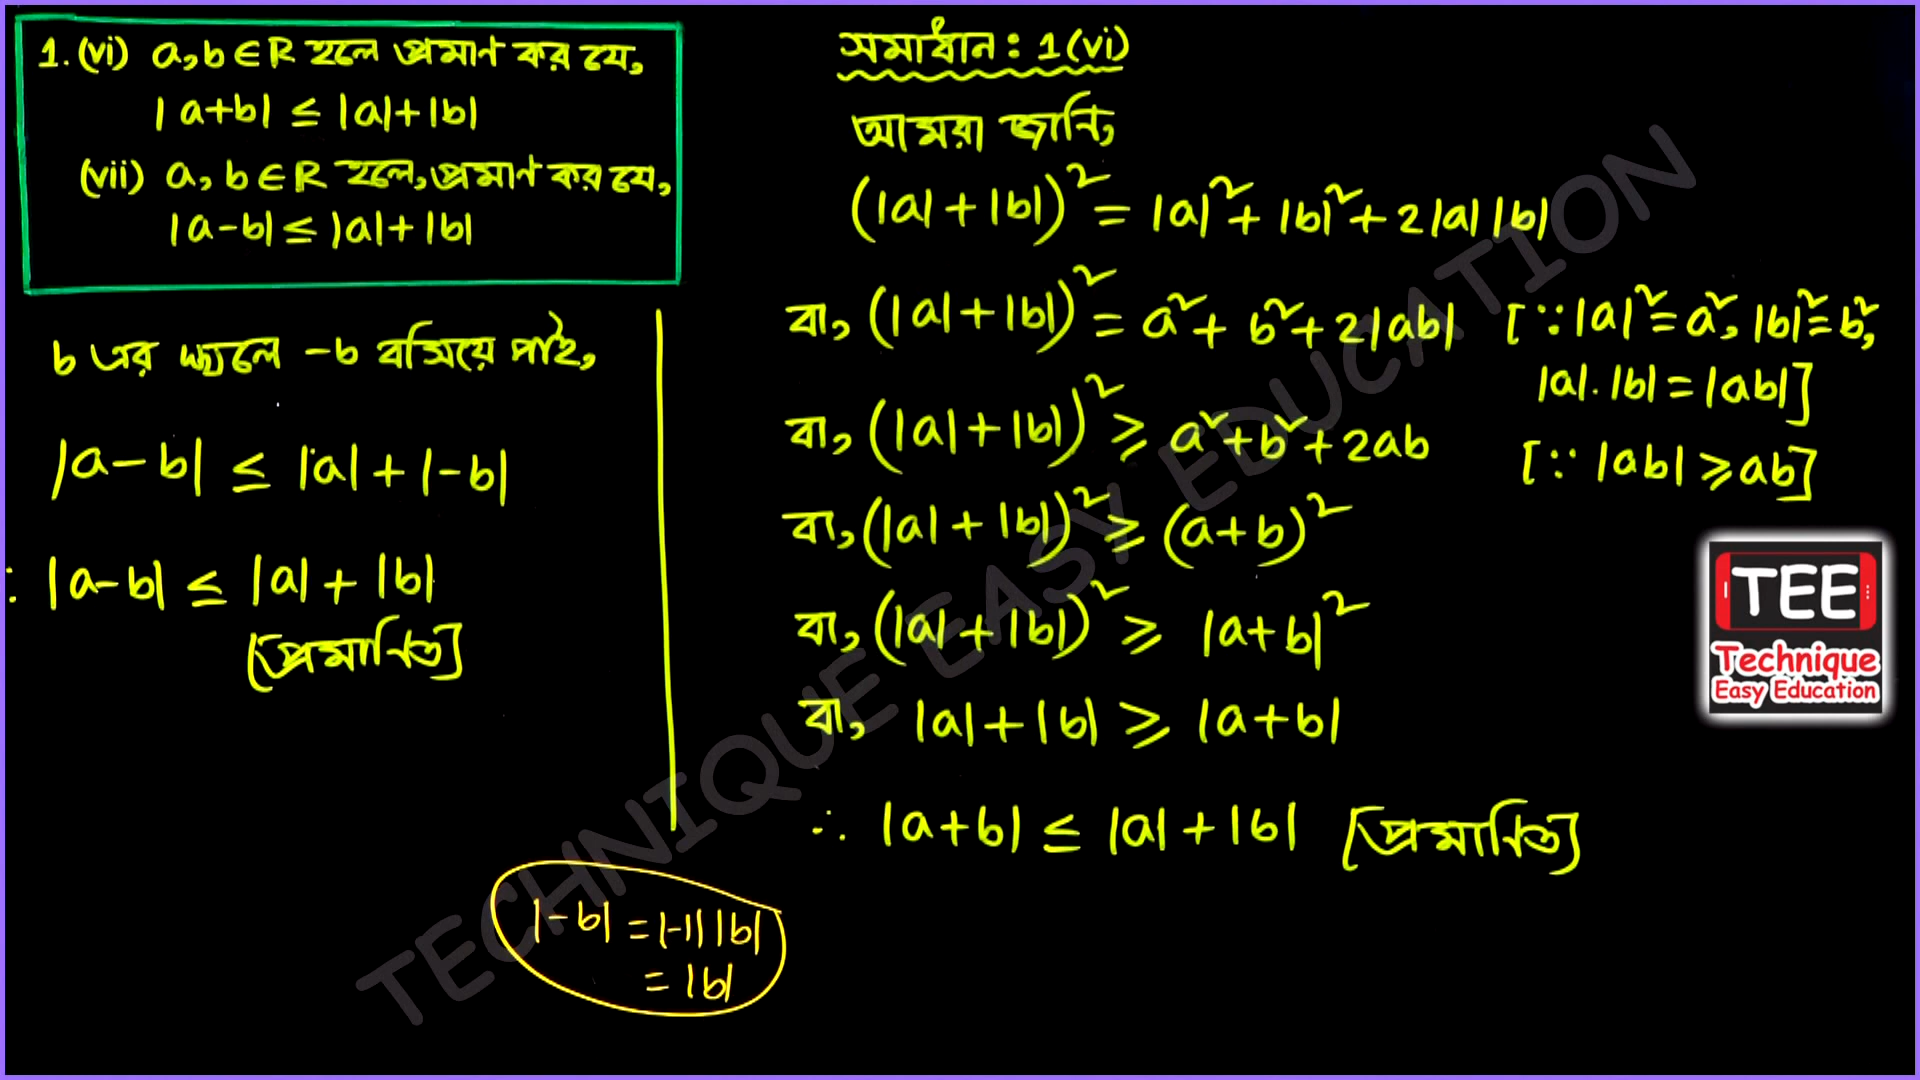 1. (vi) a, b ∈ R হলে প্রমাণ কর যে,
|a+b| ≤ |a|+|b|
(vii) a, b ∈ R হলে, প্রমাণ কর যে,
|a-b| ≤ |a|+|b|
b এর স্থলে -b বসিয়ে পাই,
|a-b| ≤ |a|+|-b|
∴ |a-b| ≤ |a|+|b|
[প্রমাণিত]
|-b| = |-1||b|
= |b|
সমাধান: 1(vi)
আমরা জানি,
(|a|+|b|)² = |a|²+|b|²+2|a||b|
বা, (|a|+|b|)² = a²+b²+2|ab| [∵ |a|²=a², |b|²=b²,
|a|.|b|=|ab|]
বা, (|a|+|b|)² ≥ a²+b²+2ab [∵ |ab| ≥ ab]
বা, (|a|+|b|)² ≥ (a+b)²
বা, (|a|+|b|)² ≥ |a+b|²
বা, |a|+|b| ≥ |a+b|
∴ |a+b| ≤ |a|+|b| [প্রমাণিত]
TEE
Technique
Easy Education
TECHNIQUE EASY EDUCATION